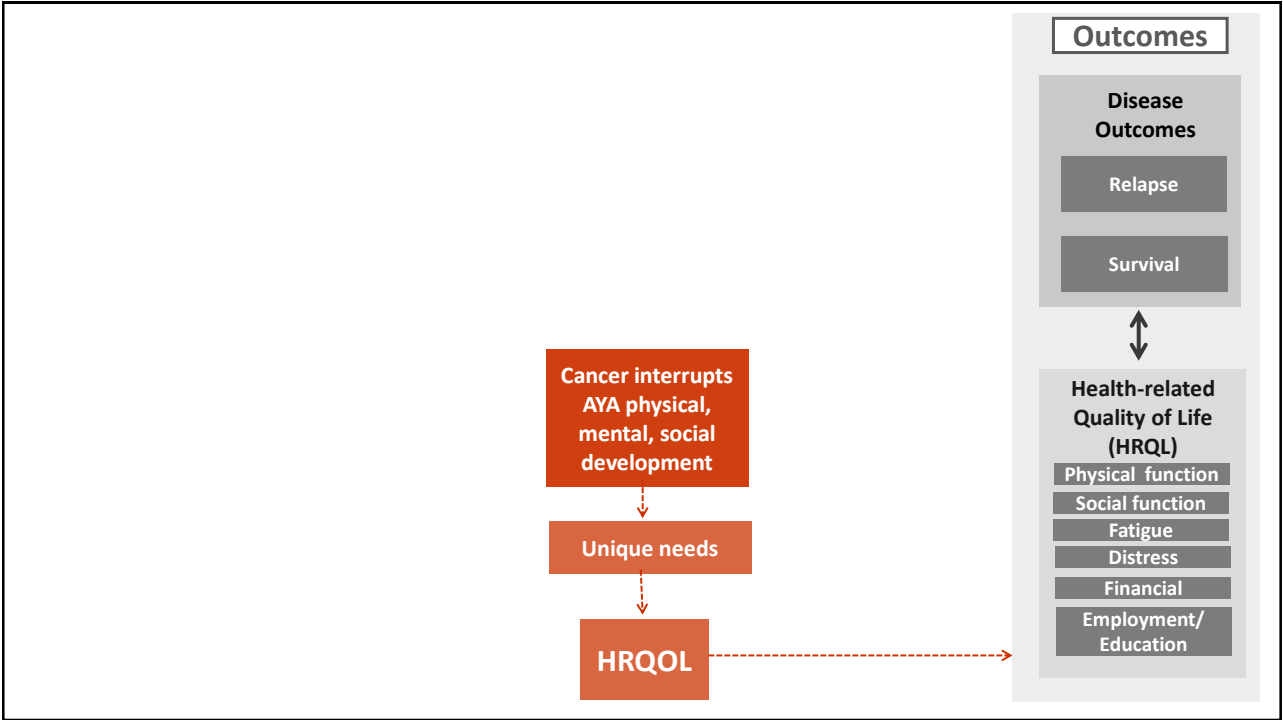 Outcomes
Disease
Outcomes
Relapse
Survival
Cancer interrupts
AYA physical,
mental, social
development
Unique needs
HRQOL
Health-related
Quality of Life
(HRQL)
Physical function
Social function
Fatigue
Distress
Financial
Employment/
Education